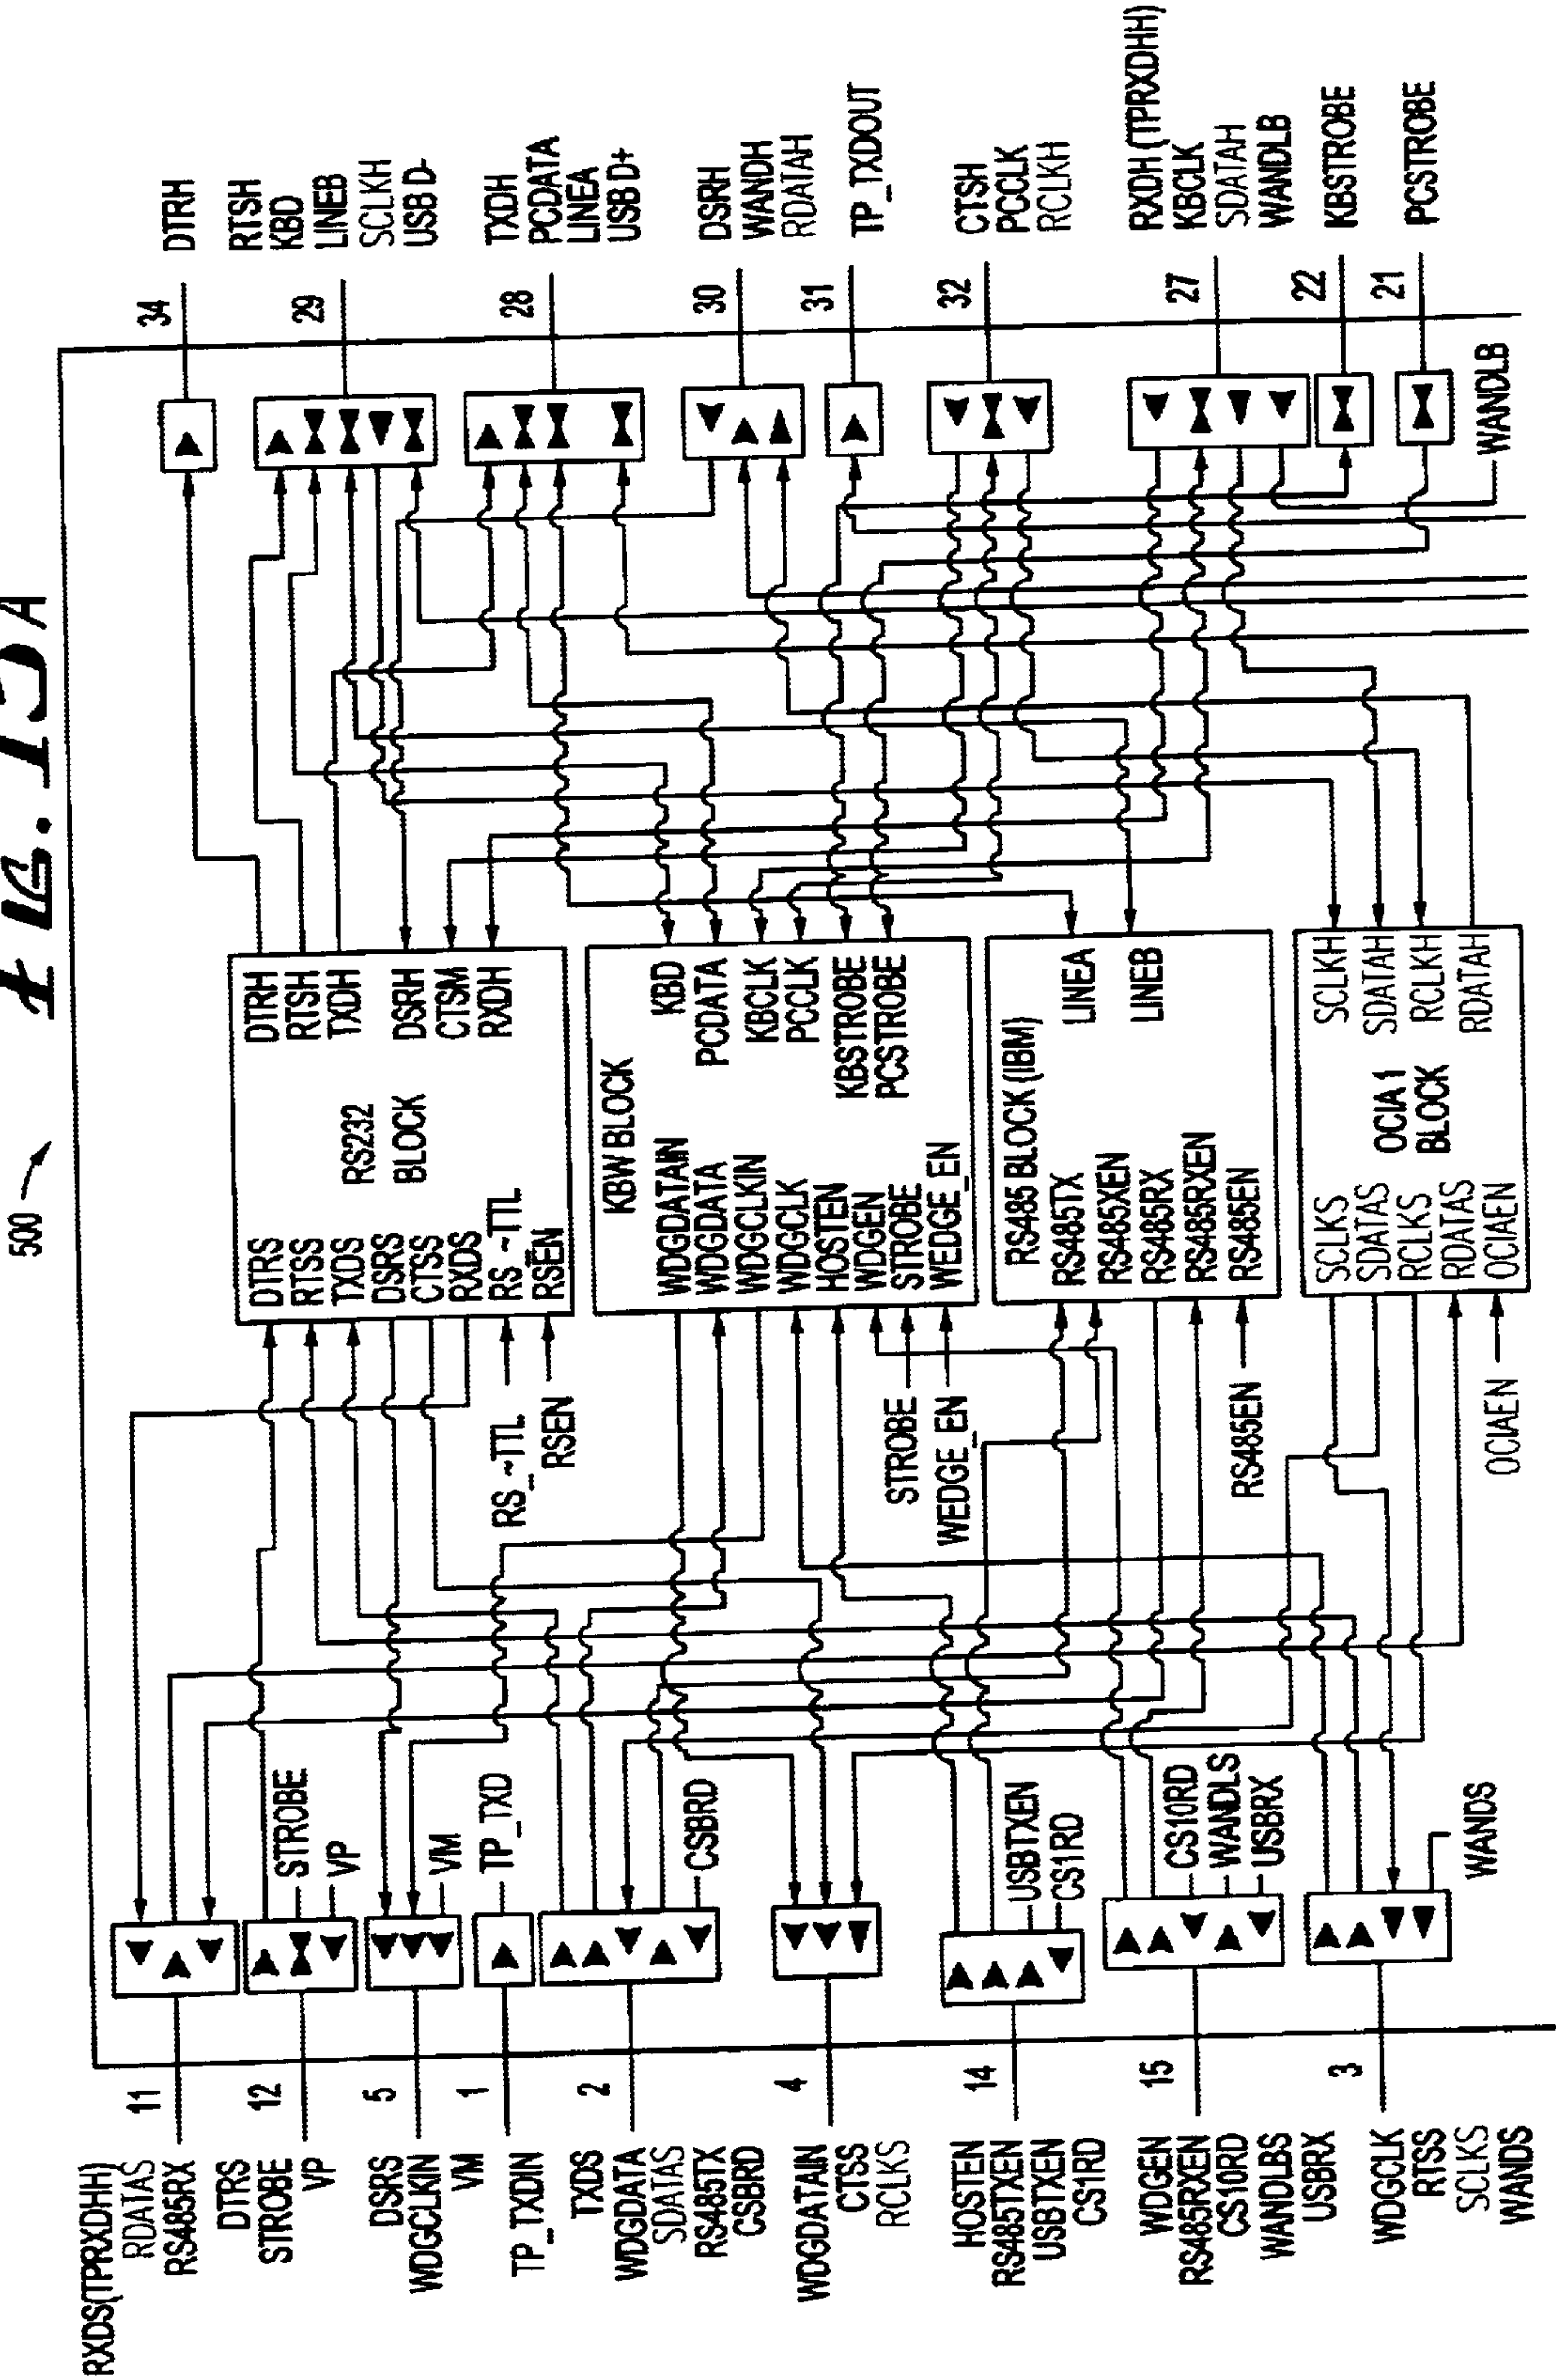 FIG. 15A
500
34
DTRH
29
RTSH
KBD
LINEB
SCLKH
USB D-
28
TXDH
PCDATA
LINEA
USB D+
30
DSRH
WANDH
RDATAH
31
TP_TXDOUT
32
CTSH
PCCLK
RCLKH
27
RXDH (TPRXDHH)
KBCLK
SDATAH
WANDLB
22
KBSTROBE
21
PCSTROBE
WANDLB
DTRH
RTSH
TXDH
DSRH
CTSM
RXDH
RS232
BLOCK
DTRS
RTSS
TXDS
DSRS
CTSS
RXDS
RS_~TTL
RSEN
RS_~TTL
RSEN
KBW BLOCK
KBD
PCDATA
KBCLK
PCCLK
KBSTROBE
PCSTROBE
WDGDATAIN
WDGDATA
WDGCLKIN
WDGCLK
HOSTEN
WDGEN
STROBE
WEDGE_EN
STROBE
WEDGE_EN
RS485 BLOCK (IBM)
LINEA
LINEB
RS485TX
RS485XEN
RS485RX
RS485RXEN
RS485EN
RS485EN
SCLKH
SDATAH
RCLKH
RDATAH
OCIA 1
BLOCK
SCLKS
SDATAS
RCLKS
RDATAS
OCIAEN
OCIAEN
STROBE
VP
VM
TP_TXD
CSBRD
USBTXEN
CS1RD
CS10RD
WANDLS
USBRX
WANDS
11
RXDS(TPRXDHH)
RDATAS
RS485RX
12
DTRS
STROBE
VP
5
DSRS
WDGCLKIN
VM
1
TP_TXDIN
2
TXDS
WDGDATA
SDATAS
RS485TX
CSBRD
4
WDGDATAIN
CTSS
RCLKS
14
HOSTEN
RS485TXEN
USBTXEN
CS1RD
15
WDGEN
RS485RXEN
CS10RD
WANDLBS
USBRX
3
WDGCLK
RTSS
SCLKS
WANDS